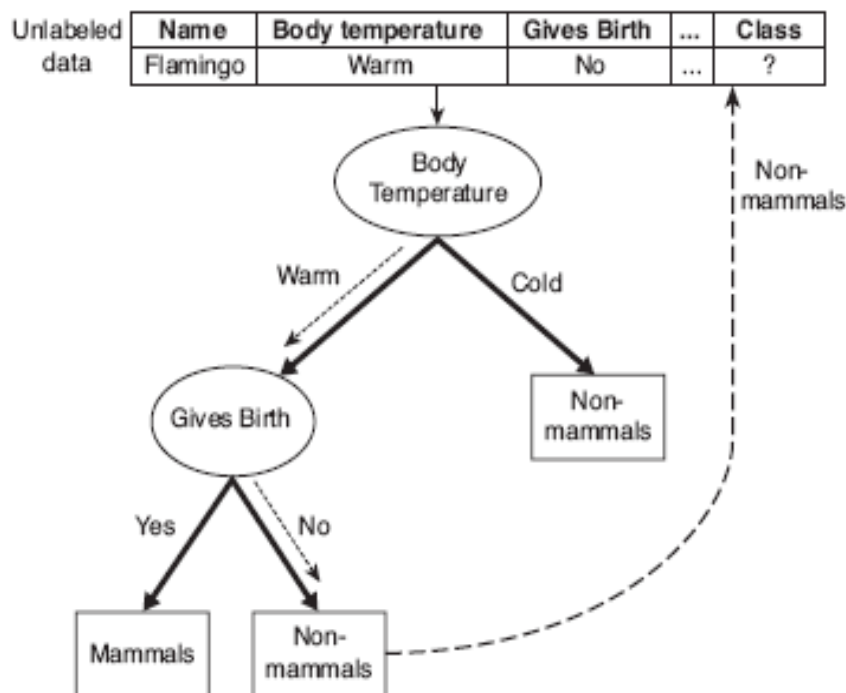 Unlabeled data
Name Body temperature Gives Birth ... Class
Flamingo Warm No ... ?
Body
Temperature
Non-
mammals
Warm
Cold
Gives Birth
Non-
mammals
Yes
No
Mammals
Non-
mammals